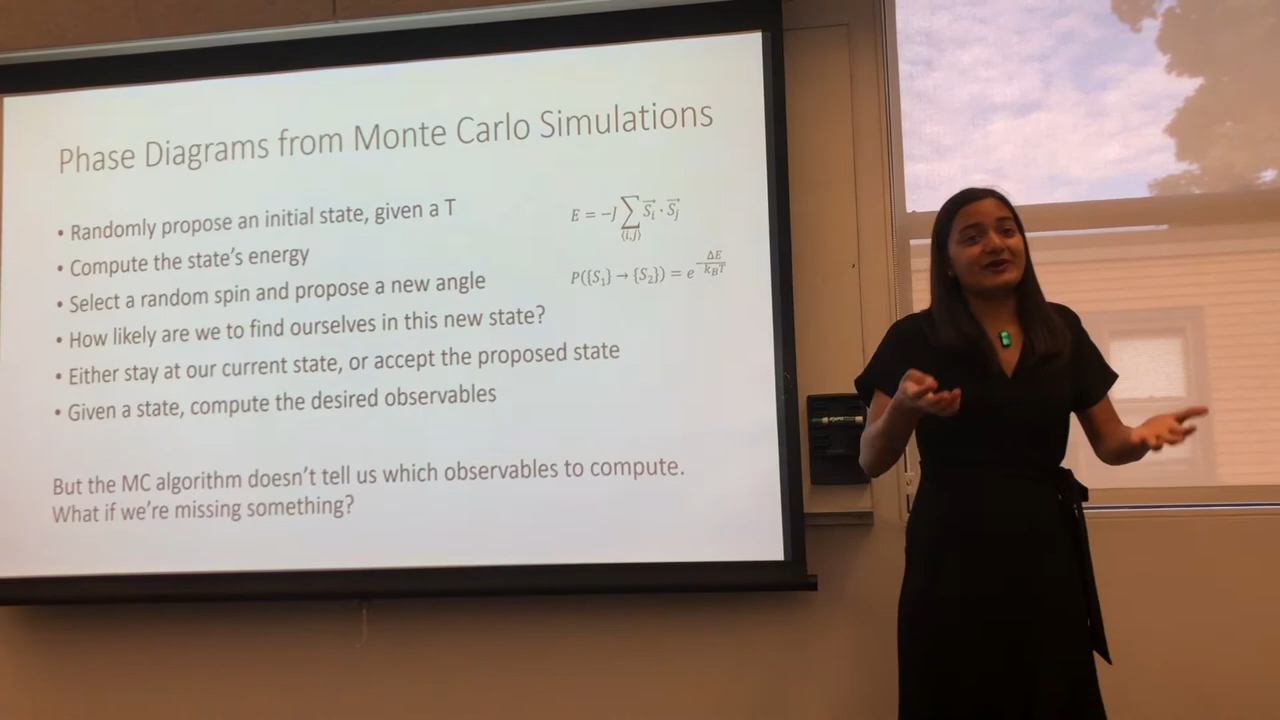 Phase Diagrams from Monte Carlo Simulations
• Randomly propose an initial state, given a T
• Compute the state's energy
• Select a random spin and propose a new angle
• How likely are we to find ourselves in this new state?
• Either stay at our current state, or accept the proposed state
• Given a state, compute the desired observables
E = −J ∑⟨i,j⟩ S⃗ᵢ · S⃗ⱼ
P({S₁} → {S₂}) = e^(−ΔE/k_BT)
But the MC algorithm doesn't tell us which observables to compute.
What if we're missing something?